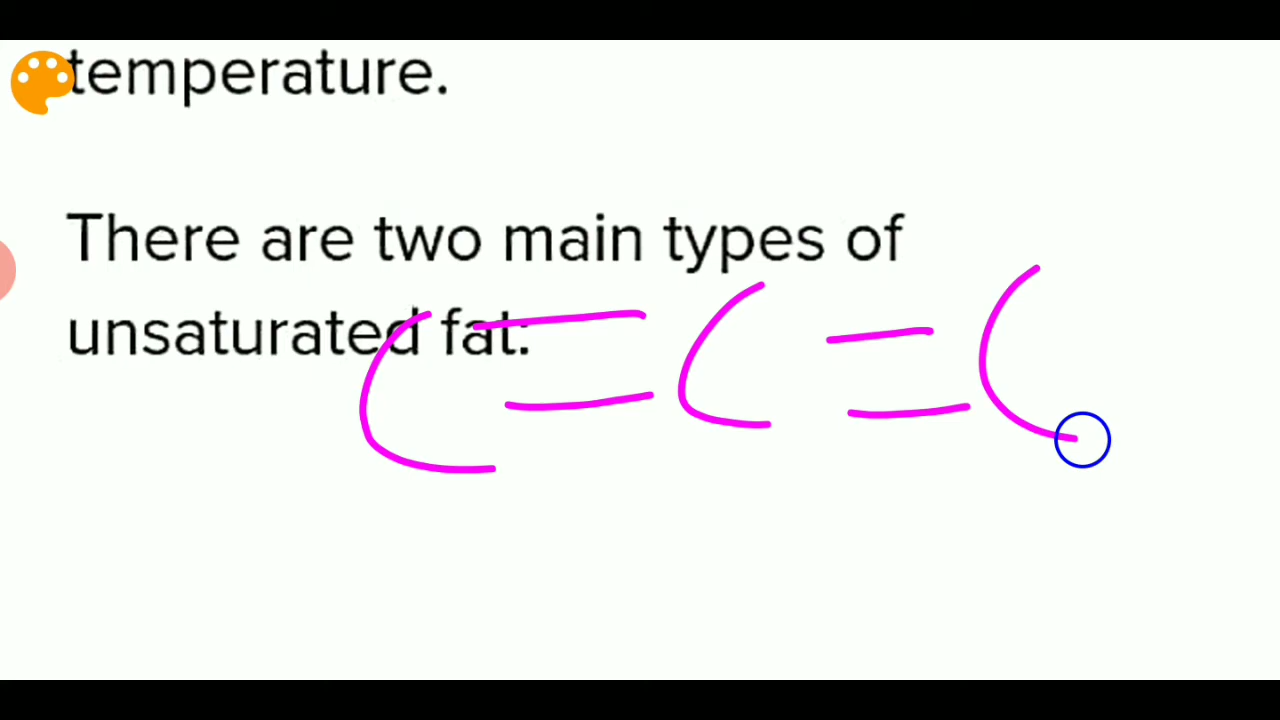 temperature.
There are two main types of
unsaturated fat:
C = C = C